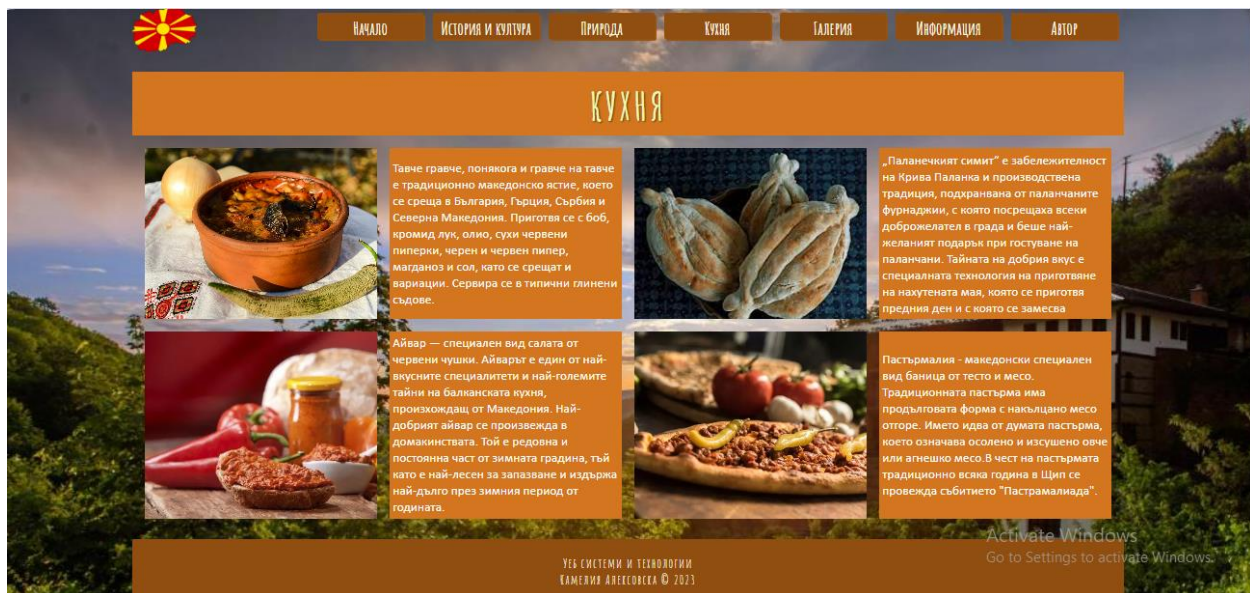 Начало
История и култура
Природа
Кухня
Галерия
Информация
Автор
КУХНЯ
Тавче гравче, понякога и гравче на тавче
е традиционно македонско ястие, което
се среща в България, Гърция, Сърбия и
Северна Македония. Приготвя се с боб,
кромид лук, олио, сухи червени
пиперки, черен и червен пипер,
магданоз и сол, като се срещат и
вариации. Сервира се в типични глинени
съдове.
„Паланечкият симит" е забележителност
на Крива Паланка и производствена
традиция, подхранвана от паланчаните
фурнаджии, с която посрещаха всеки
доброжелател в града и беше най-
желаният подарък при гостуване на
паланчани. Тайната на добрия вкус е
специалната технология на приготвяне
на нахутената мая, която се приготвя
предния ден и с която се замесва
Айвар — специален вид салата от
червени чушки. Айварът е един от най-
вкусните специалитети и най-големите
тайни на балканската кухня,
произхождащ от Македония. Най-
добрият айвар се произвежда в
домакинствата. Той е редовна и
постоянна част от зимната градина, тъй
като е най-лесен за запазване и издържа
най-дълго през зимния период от
годината.
Пастърмалия - македонски специален
вид баница от тесто и месо.
Традиционната пастърма има
продълговата форма с накълцано месо
отгоре. Името идва от думата пастърма,
което означава осолено и изсушено овче
или агнешко месо.В чест на пастърмата
традиционно всяка година в Щип се
провежда събитието "Пастрамалиада".
Activate Windows
Go to Settings to activate Windows.
Уеб системи и технологии
Камелия Алексовска © 2023